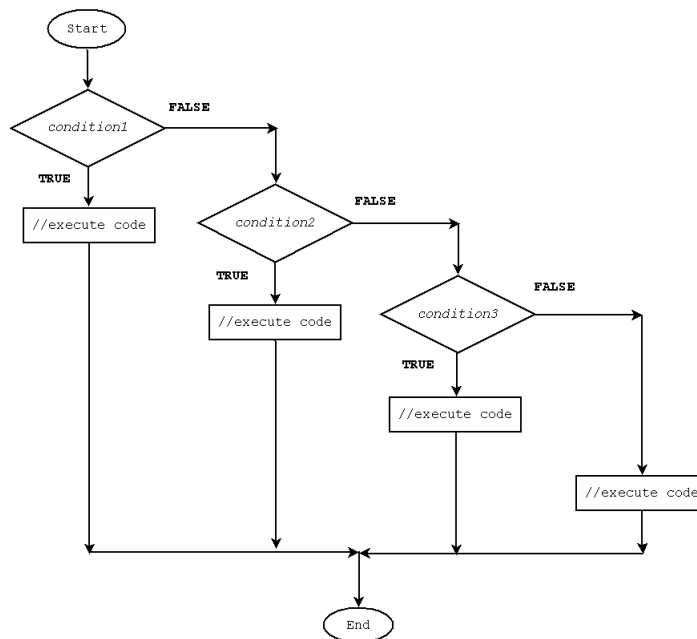 Start
FALSE
condition1
TRUE
FALSE
//execute code
condition2
TRUE
FALSE
//execute code
condition3
TRUE
//execute code
//execute code
End